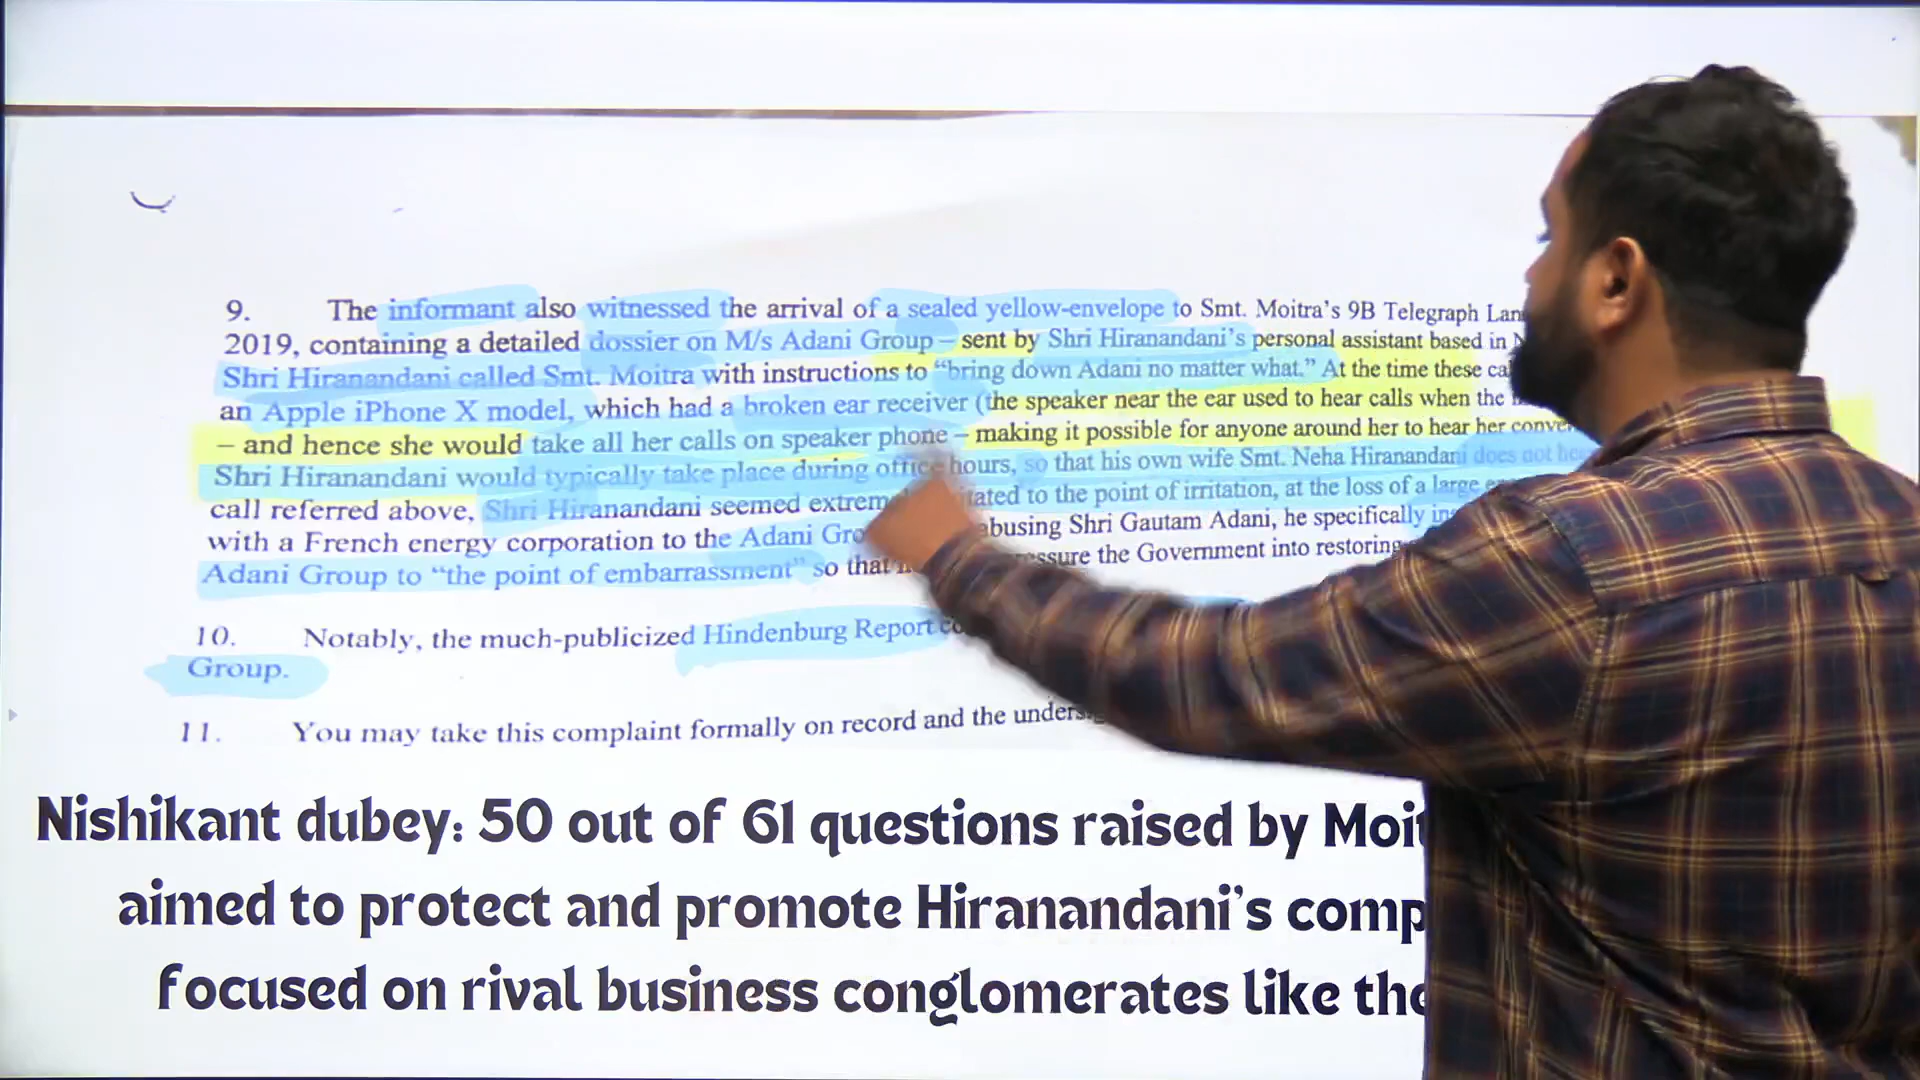 9. The informant also witnessed the arrival of a sealed yellow-envelope to Smt. Moitra's 9B Telegraph
2019, containing a detailed dossier on M/s Adani Group – sent by Shri Hiranandani's personal assistant based in
Shri Hiranandani called Smt. Moitra with instructions to “bring down Adani no matter what.” At the time these
an Apple iPhone X model, which had a broken ear receiver (the speaker near the ear used to hear calls when the
– and hence she would take all her calls on speaker phone – making it possible for anyone around her to hear her
Shri Hiranandani would typically take place during office hours, so that his own wife Smt. Neha Hiranandani does not
call referred above, Shri Hiranandani seemed to the point of irritation, at the loss of a large
with a French energy corporation to the Adani abusing Shri Gautam Adani, he specifically
Adani Group to “the point of embarrassment” so that the Government into restoring
10. Notably, the much-publicized Hindenburg Report
Group.
11. You may take this complaint formally on record and the
Nishikant dubey: 50 out of 61 questions raised by
aimed to protect and promote Hiranandani's
focused on rival business conglomerates like